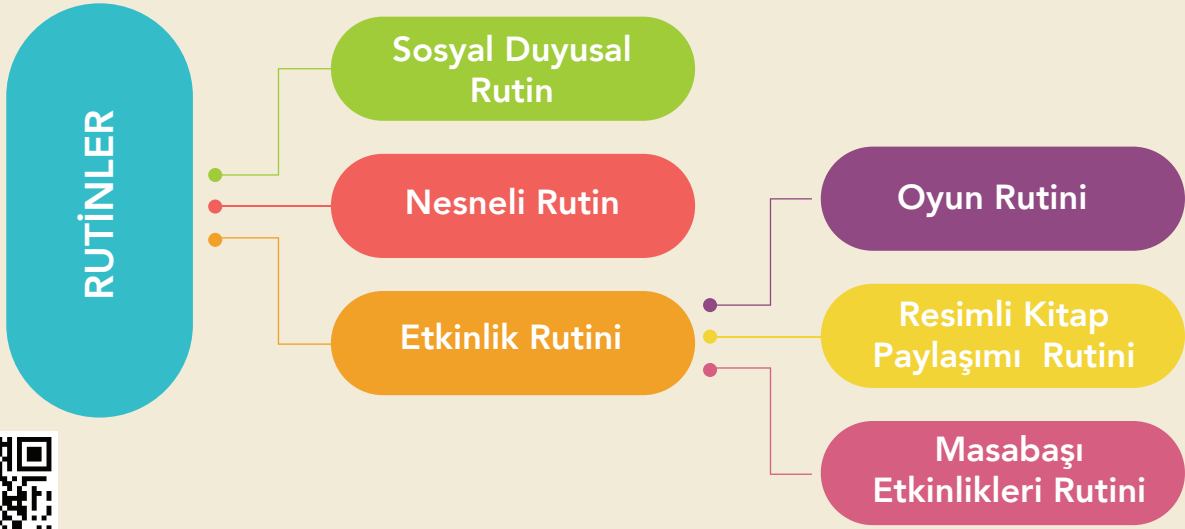 RUTİNLER
Sosyal Duyusal
Rutin
Nesneli Rutin
Etkinlik Rutini
Oyun Rutini
Resimli Kitap
Paylaşımı Rutini
Masabaşı
Etkinlikleri Rutini